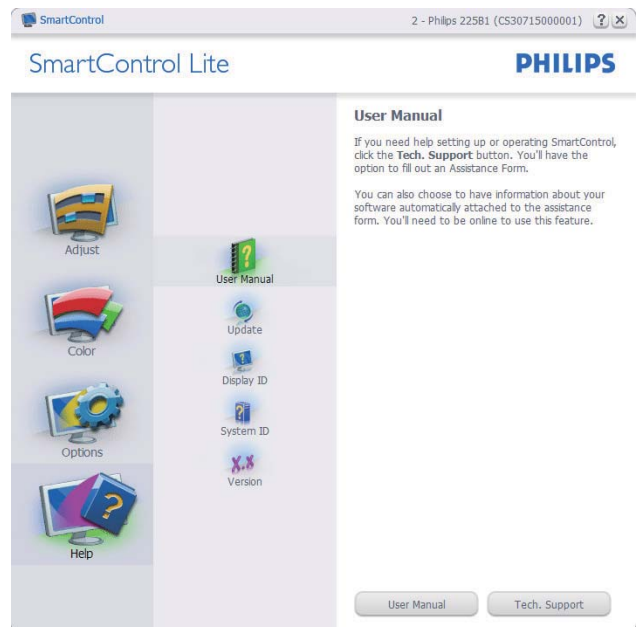 SmartControl
2 - Philips 225B1 (CS30715000001)
? X
SmartControl Lite
PHILIPS
Adjust
Color
Options
Help
User Manual
Update
Display ID
System ID
X.X
Version
User Manual
If you need help setting up or operating SmartControl,
click the Tech. Support button. You'll have the
option to fill out an Assistance Form.
You can also choose to have information about your
software automatically attached to the assistance
form. You'll need to be online to use this feature.
User Manual
Tech. Support